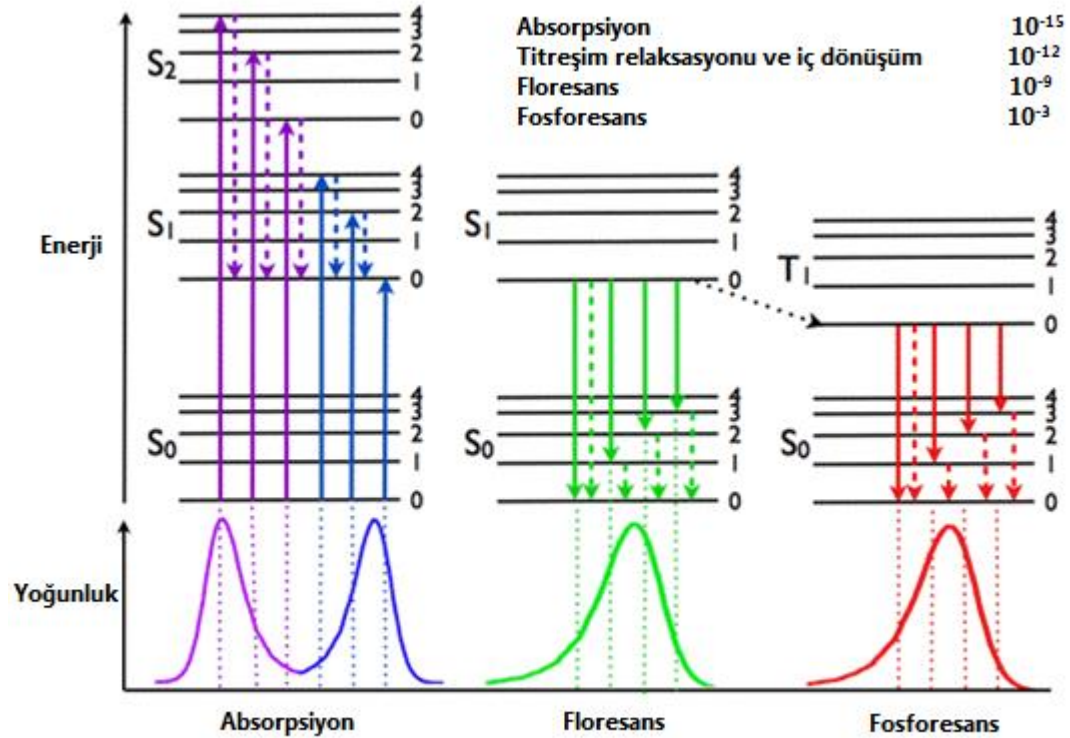 Absorpsiyon 10⁻¹⁵
Titreşim relaksasyonu ve iç dönüşüm 10⁻¹²
Floresans 10⁻⁹
Fosforesans 10⁻³
Enerji
S₂
4
3
2
1
0
S₁
4
3
2
1
0
S₀
4
3
2
1
0
S₁
4
3
2
1
0
S₀
4
3
2
1
0
T₁
4
3
2
1
0
S₀
4
3
2
1
0
Yoğunluk
Absorpsiyon Floresans Fosforesans